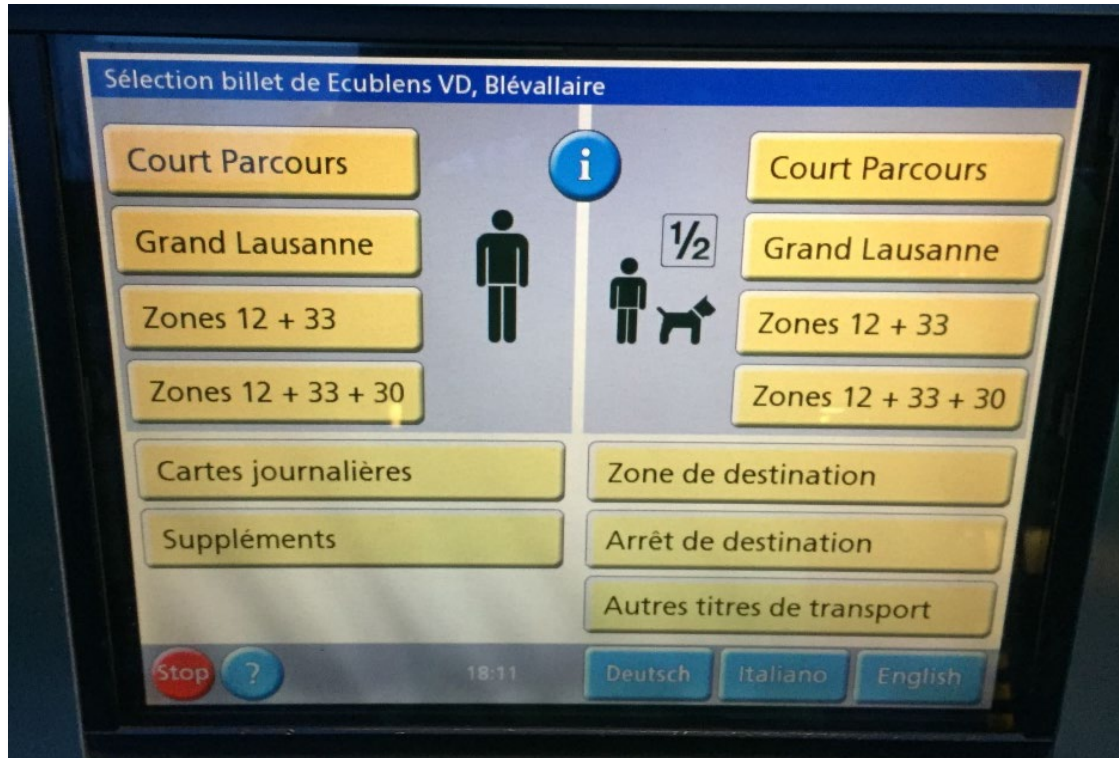 Sélection billet de Ecublens VD, Blévallaire
Court Parcours
Grand Lausanne
Zones 12 + 33
Zones 12 + 33 + 30
i
1/2
Court Parcours
Grand Lausanne
Zones 12 + 33
Zones 12 + 33 + 30
Cartes journalières
Suppléments
Zone de destination
Arrêt de destination
Autres titres de transport
Stop ? 18:11 Deutsch Italiano English